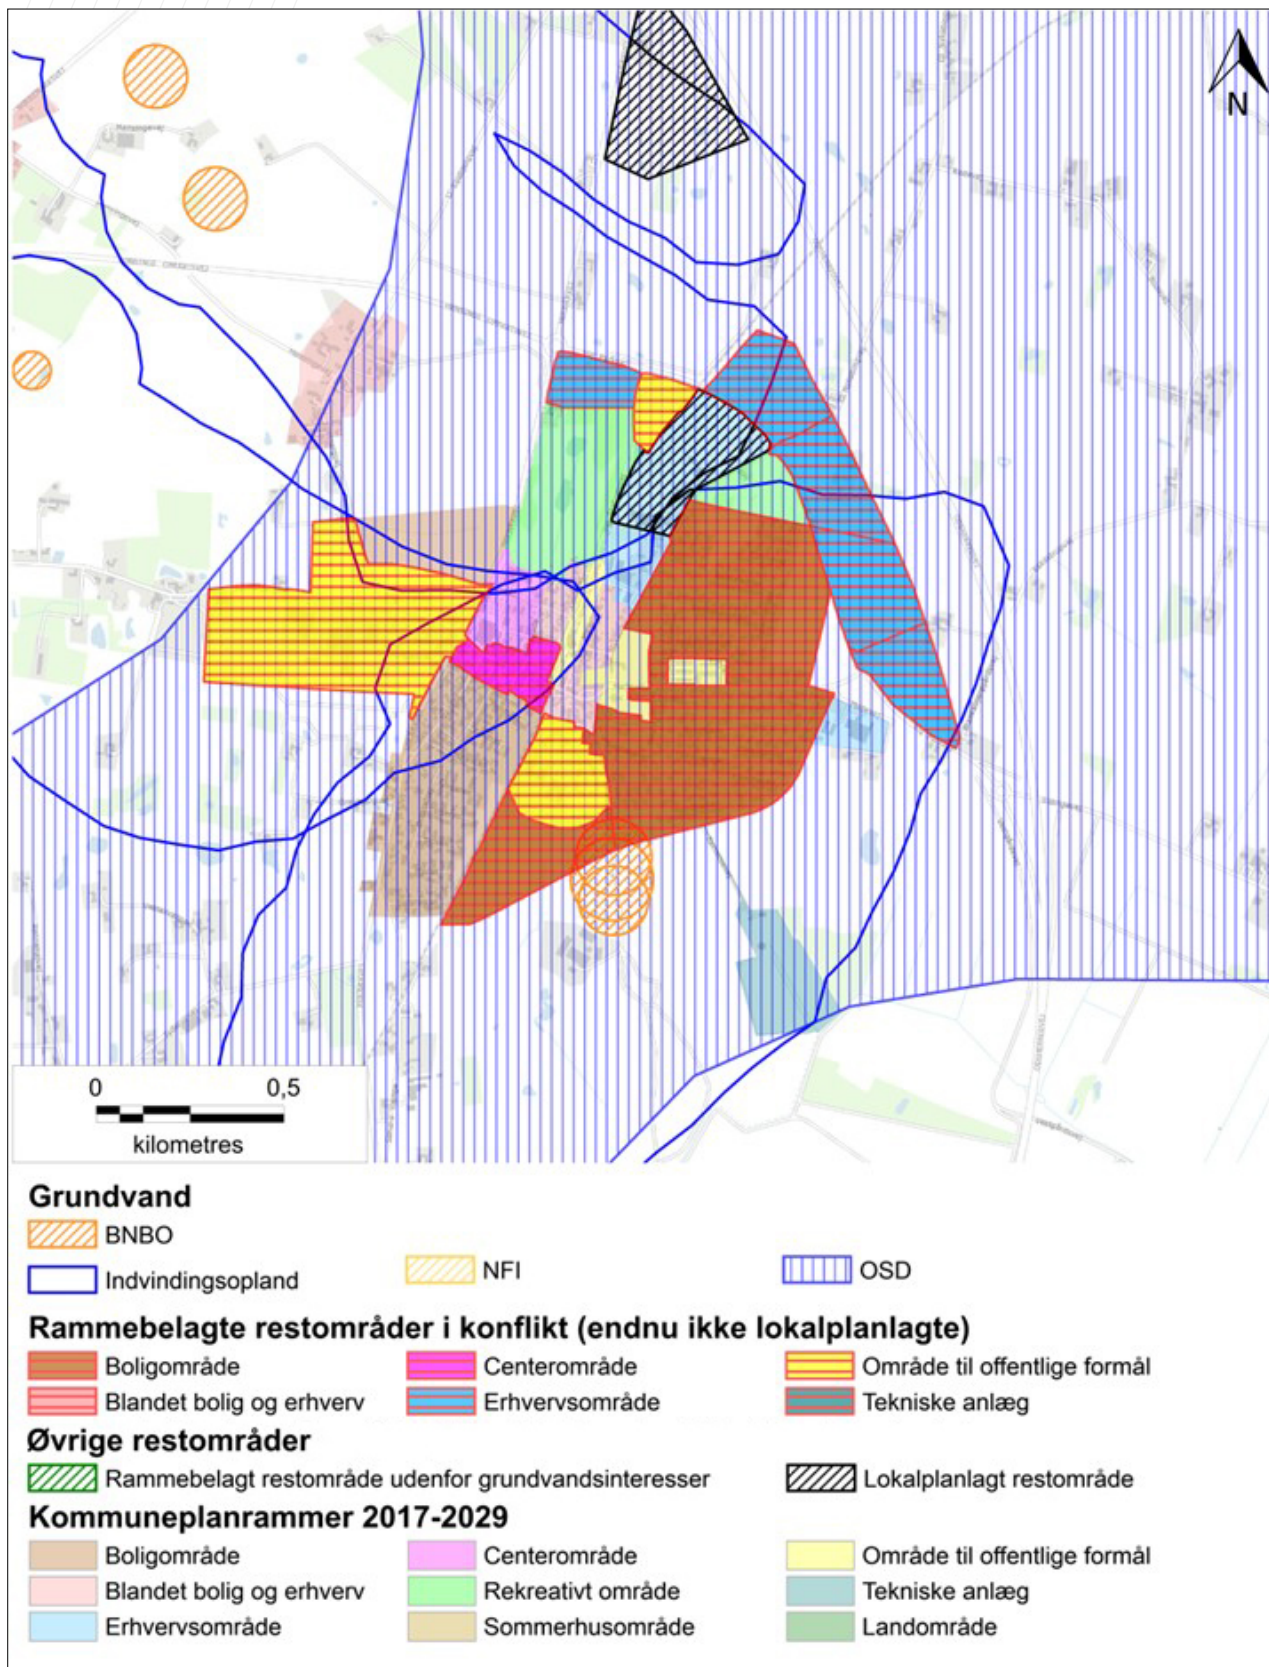 N
0 0,5
kilometres
Grundvand
BNBO
Indvindingsopland NFI OSD
Rammebelagte restområder i konflikt (endnu ikke lokalplanlagte)
Boligområde Centerområde Område til offentlige formål
Blandet bolig og erhverv Erhvervsområde Tekniske anlæg
Øvrige restområder
Rammebelagt restområde udenfor grundvandsinteresser Lokalplanlagt restområde
Kommuneplanrammer 2017-2029
Boligområde Centerområde Område til offentlige formål
Blandet bolig og erhverv Rekreativt område Tekniske anlæg
Erhvervsområde Sommerhusområde Landområde